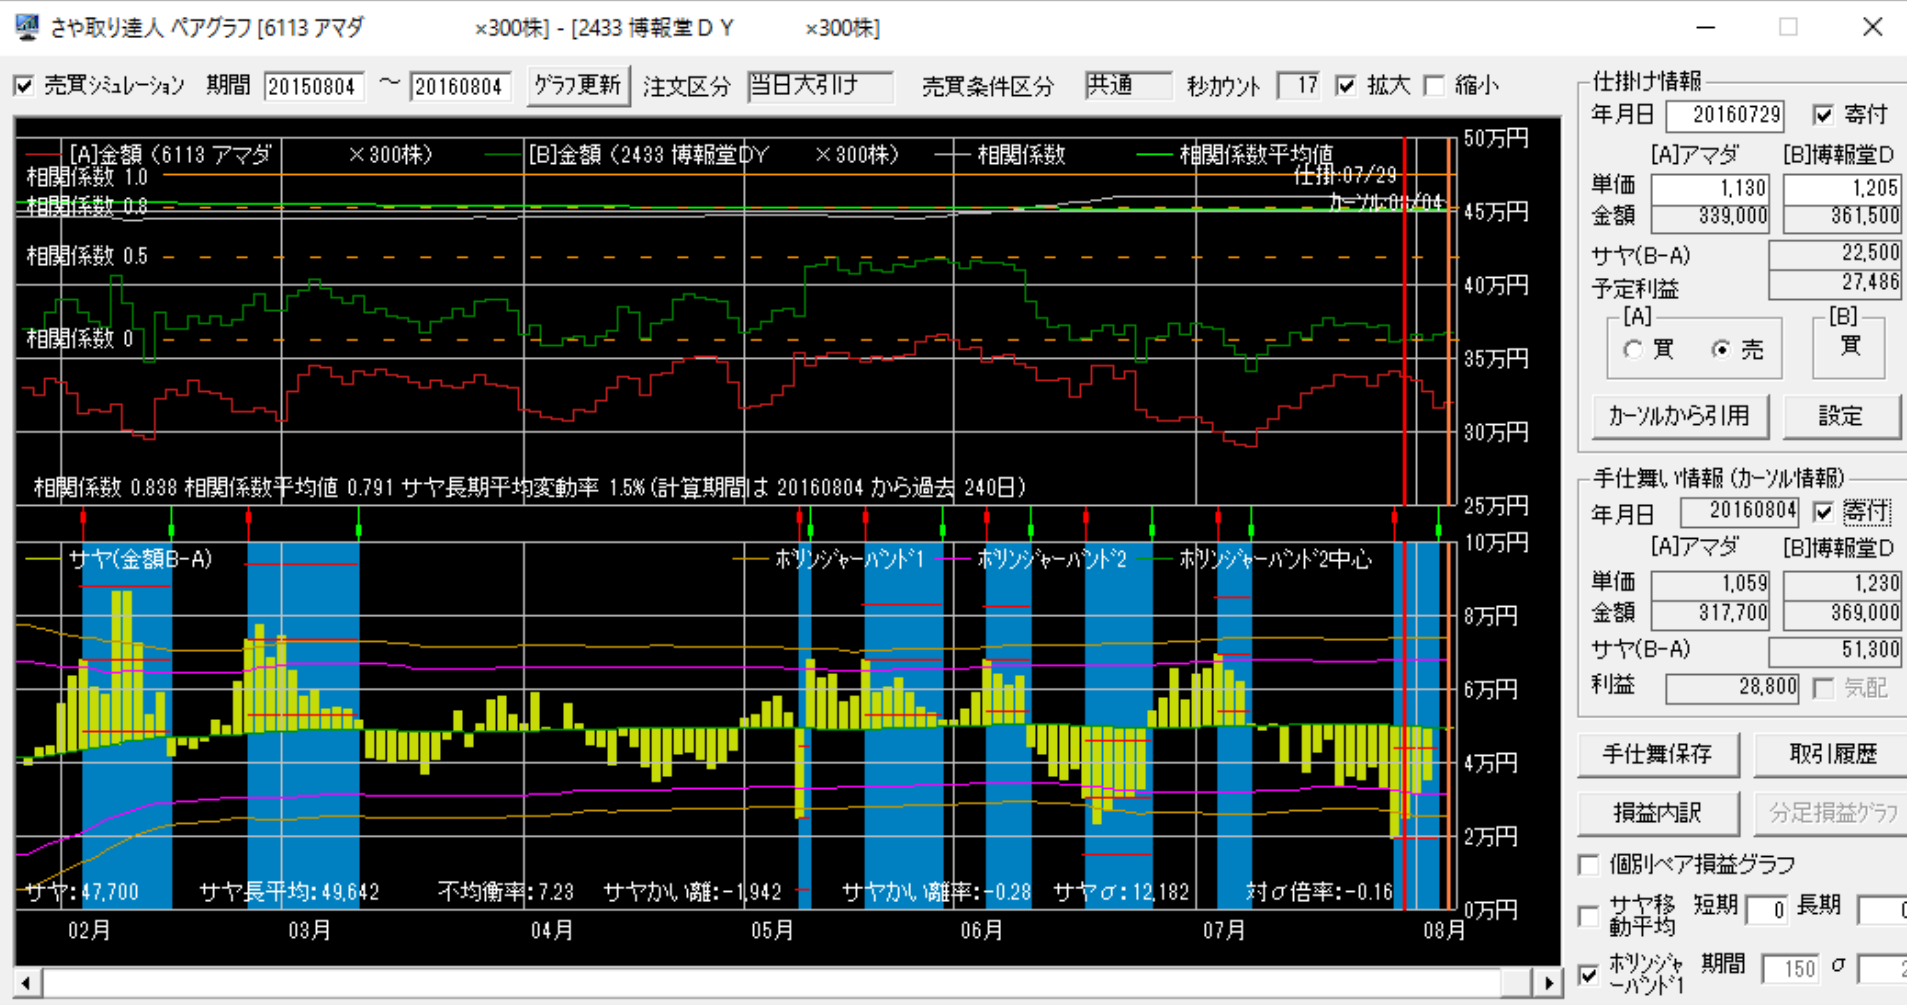 さや取り達人 ペアグラフ [6113 アマダ ×300株] - [2433 博報堂ＤＹ ×300株]
売買シミュレーション 期間 20150804 ～ 20160804 グラフ更新 注文区分 当日大引け 売買条件区分 共通 秒カウント 17 拡大 縮小
[A]金額（6113 アマダ ×300株） [B]金額（2433 博報堂DY ×300株） 相関係数 相関係数平均値
相関係数 1.0
仕掛:07/29
相関係数 0.8
カーソル:08/04
相関係数 0.5
相関係数 0
50万円
45万円
40万円
35万円
30万円
25万円
相関係数 0.838 相関係数平均値 0.791 サヤ長期平均変動率 1.5%(計算期間は 20160804 から過去 240日)
サヤ(金額B-A) ボリンジャーバンド1 ボリンジャーバンド2 ボリンジャーバンド2中心
10万円
8万円
6万円
4万円
2万円
0万円
サヤ:47,700 サヤ長平均:49,642 不均衡率:7.23 サヤかい離:-1,942 サヤかい離率:-0.28 サヤσ:12,182 対σ倍率:-0.16
02月 03月 04月 05月 06月 07月 08月
仕掛け情報
年月日 20160729 寄付
[A]アマダ [B]博報堂D
単価 1,130 1,205
金額 339,000 361,500
サヤ(B-A) 22,500
予定利益 27,486
[A] [B]
買 売 買
カーソルから引用 設定
手仕舞い情報(カーソル情報)
年月日 20160804 寄付
[A]アマダ [B]博報堂D
単価 1,059 1,230
金額 317,700 369,000
サヤ(B-A) 51,300
利益 28,800 気配
手仕舞保存 取引履歴
損益内訳 分足損益グラフ
個別ペア損益グラフ
サヤ移動平均 短期 0 長期 0
ボリンジャーバンド1 期間 150 σ 2